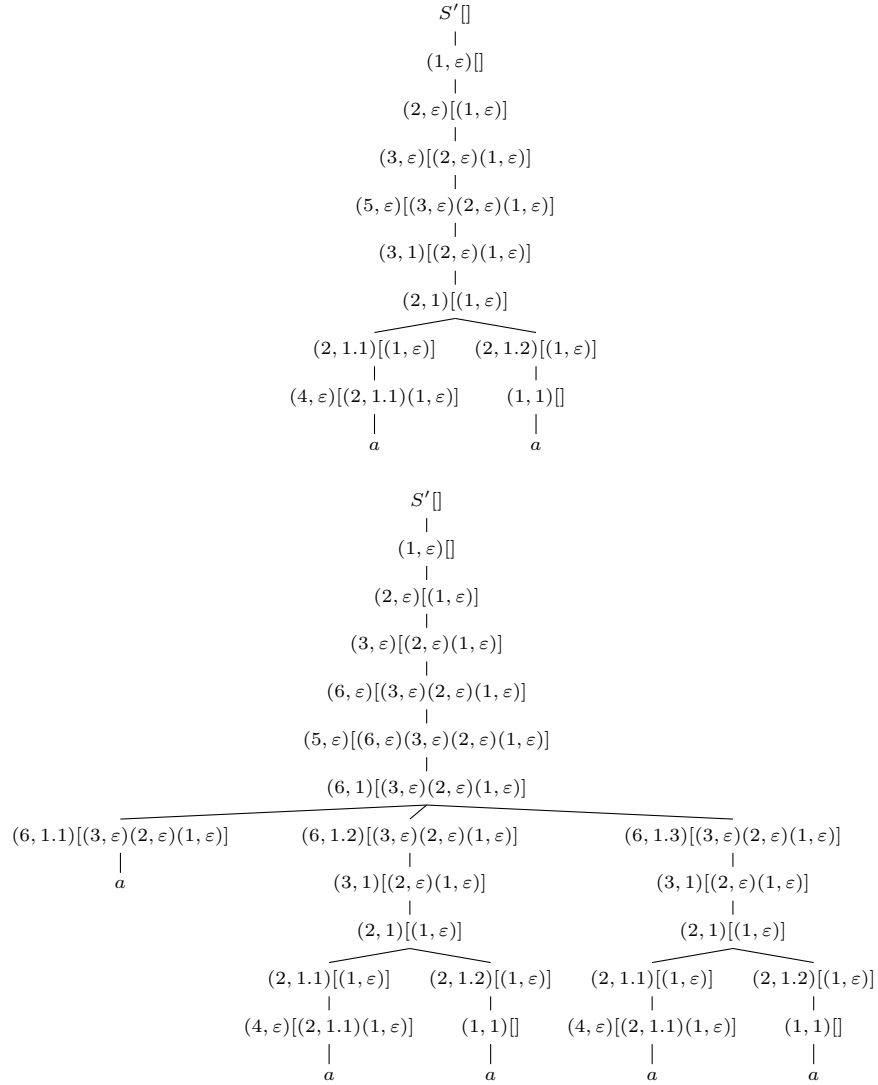 S′[]
(1, ε)[]
(2, ε)[(1, ε)]
(3, ε)[(2, ε)(1, ε)]
(5, ε)[(3, ε)(2, ε)(1, ε)]
(3, 1)[(2, ε)(1, ε)]
(2, 1)[(1, ε)]
(2, 1.1)[(1, ε)] (2, 1.2)[(1, ε)]
(4, ε)[(2, 1.1)(1, ε)] (1, 1)[]
a a
S′[]
(1, ε)[]
(2, ε)[(1, ε)]
(3, ε)[(2, ε)(1, ε)]
(6, ε)[(3, ε)(2, ε)(1, ε)]
(5, ε)[(6, ε)(3, ε)(2, ε)(1, ε)]
(6, 1)[(3, ε)(2, ε)(1, ε)]
(6, 1.1)[(3, ε)(2, ε)(1, ε)] (6, 1.2)[(3, ε)(2, ε)(1, ε)] (6, 1.3)[(3, ε)(2, ε)(1, ε)]
a (3, 1)[(2, ε)(1, ε)] (3, 1)[(2, ε)(1, ε)]
(2, 1)[(1, ε)] (2, 1)[(1, ε)]
(2, 1.1)[(1, ε)] (2, 1.2)[(1, ε)] (2, 1.1)[(1, ε)] (2, 1.2)[(1, ε)]
(4, ε)[(2, 1.1)(1, ε)] (1, 1)[] (4, ε)[(2, 1.1)(1, ε)] (1, 1)[]
a a a a